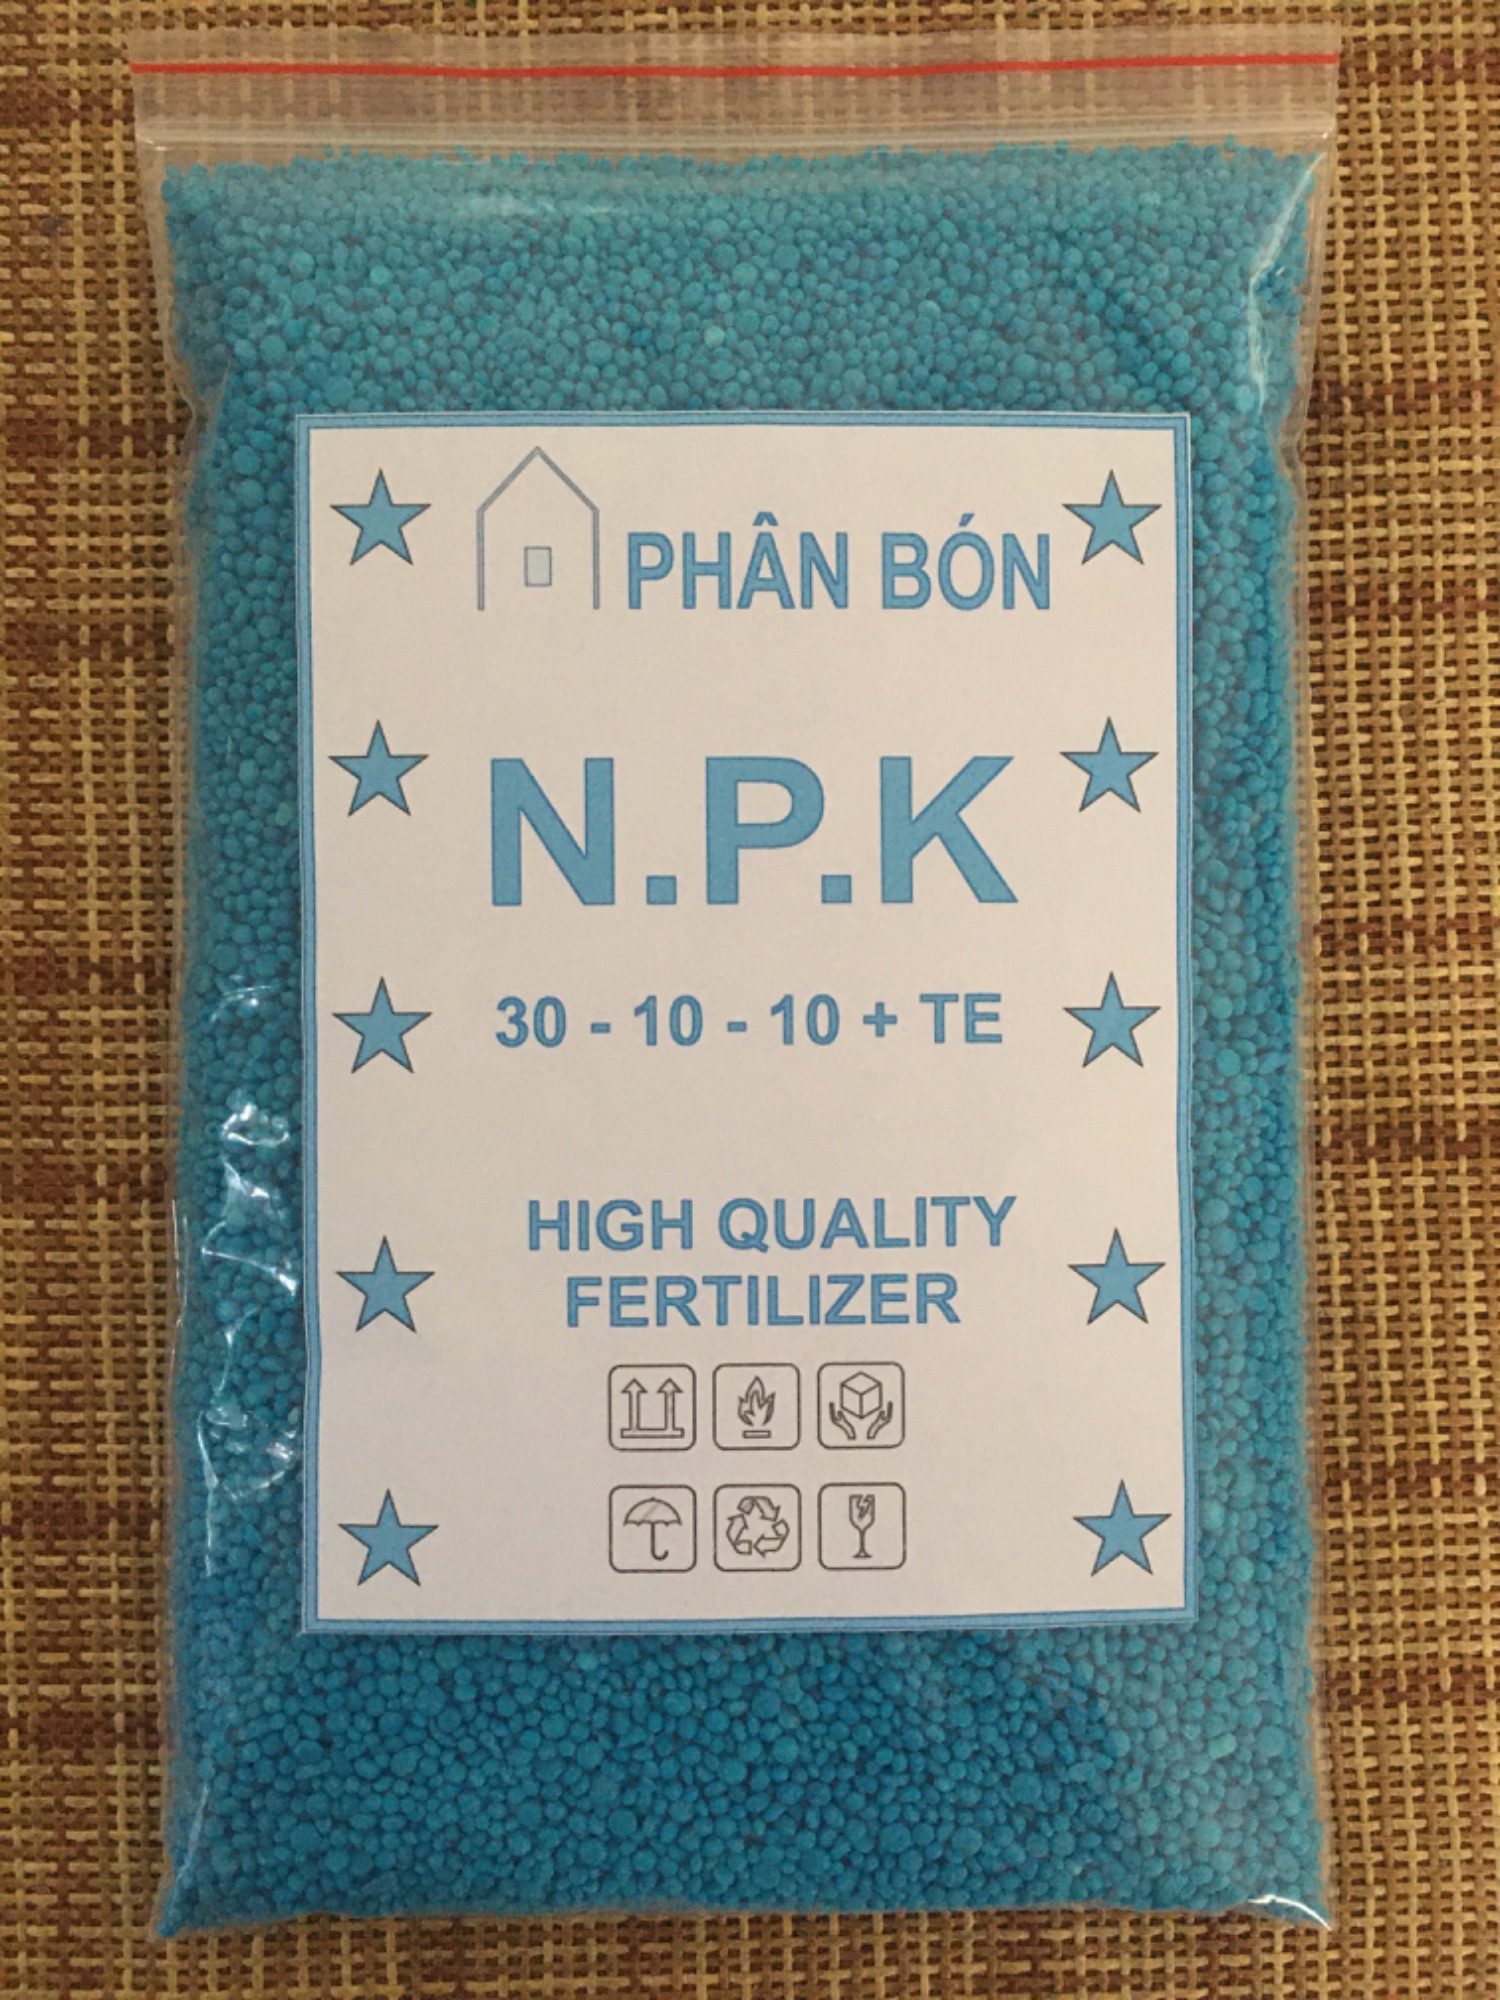 PHÂN BÓN
N.P.K
30 - 10 - 10 + TE
HIGH QUALITY
FERTILIZER